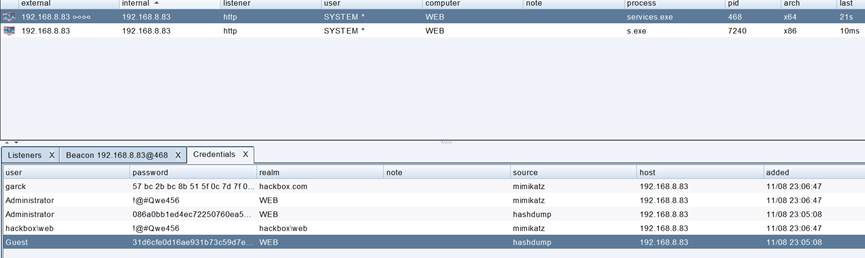 external internal listener user computer note process pid arch last
192.168.8.83 192.168.8.83 http SYSTEM * WEB services.exe 468 x64 21s
192.168.8.83 192.168.8.83 http SYSTEM * WEB s.exe 7240 x86 10ms
Listeners X Beacon 192.168.8.83@468 X Credentials X
user password realm note source host added
garck 57 bc 2b bc 8b 51 5f 0c 7d 7f 0... hackbox.com mimikatz 192.168.8.83 11/08 23:06:47
Administrator !@#Qwe456 WEB mimikatz 192.168.8.83 11/08 23:06:47
Administrator 086a0bb1ed4ec72250760ea5... WEB hashdump 192.168.8.83 11/08 23:05:08
hackbox\web !@#Qwe456 hackbox\web mimikatz 192.168.8.83 11/08 23:06:47
Guest 31d6cfe0d16ae931b73c59d7e... WEB hashdump 192.168.8.83 11/08 23:05:08